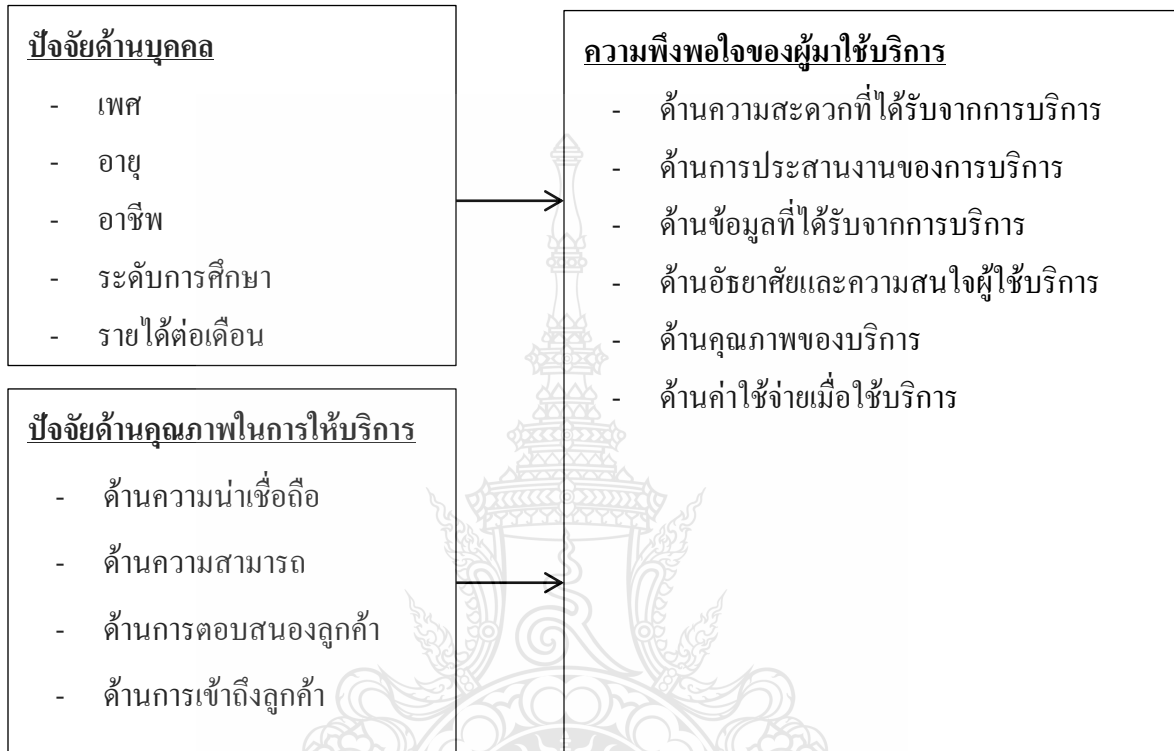 ปัจจัยด้านบุคคล
- เพศ
- อายุ
- อาชีพ
- ระดับการศึกษา
- รายได้ต่อเดือน
ปัจจัยด้านคุณภาพในการให้บริการ
- ด้านความน่าเชื่อถือ
- ด้านความสามารถ
- ด้านการตอบสนองลูกค้า
- ด้านการเข้าถึงลูกค้า
ความพึงพอใจของผู้มาใช้บริการ
- ด้านความสะดวกที่ได้รับจากการบริการ
- ด้านการประสานงานของการบริการ
- ด้านข้อมูลที่ได้รับจากการบริการ
- ด้านอัธยาศัยและความสนใจผู้ใช้บริการ
- ด้านคุณภาพของบริการ
- ด้านค่าใช้จ่ายเมื่อใช้บริการ